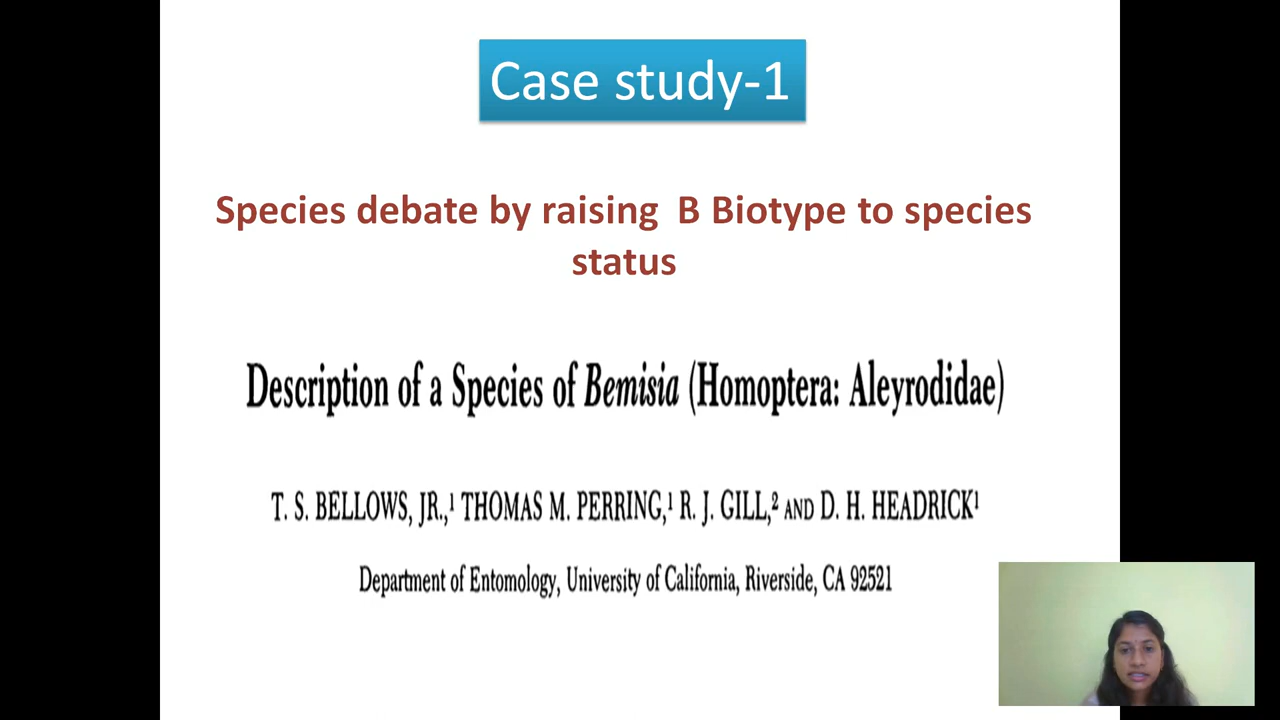 Case study-1
Species debate by raising B Biotype to species
status
Description of a Species of Bemisia (Homoptera: Aleyrodidae)
T. S. BELLOWS, JR.,¹ THOMAS M. PERRING,¹ R. J. GILL,² AND D. H. HEADRICK¹
Department of Entomology, University of California, Riverside, CA 92521